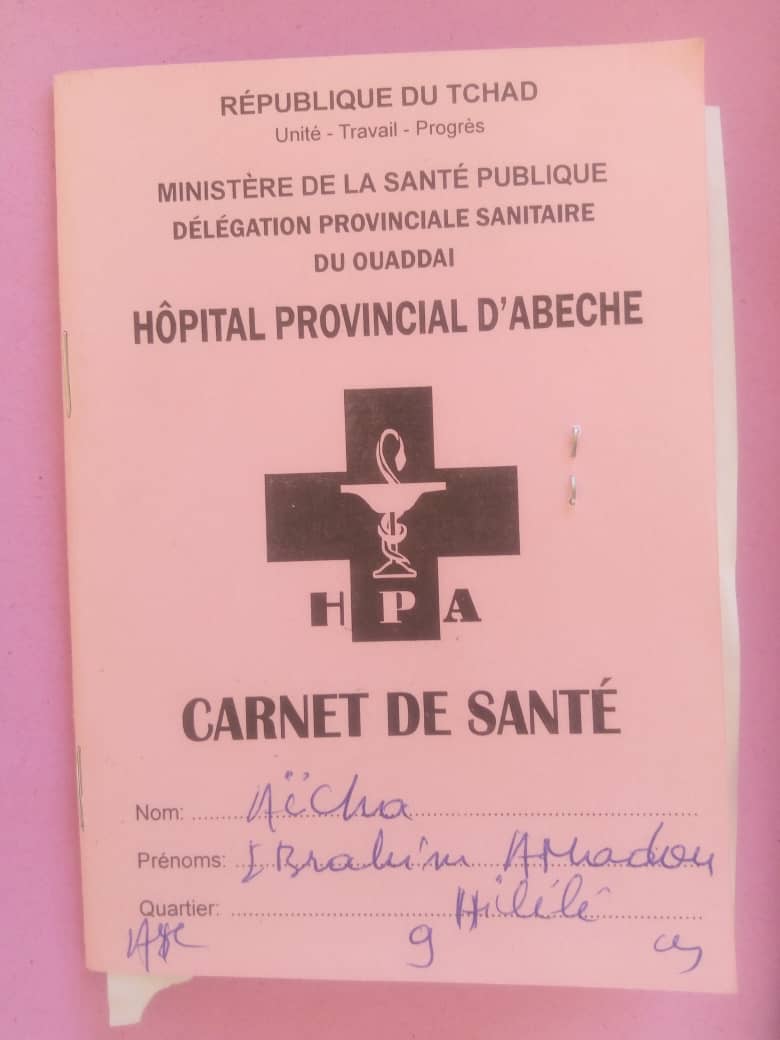 RÉPUBLIQUE DU TCHAD
Unité - Travail - Progrès
MINISTÈRE DE LA SANTÉ PUBLIQUE
DÉLÉGATION PROVINCIALE SANITAIRE
DU OUADDAI
HÔPITAL PROVINCIAL D'ABECHE
HPA
CARNET DE SANTÉ
Nom: Aïcha
Prénoms: IBrahim AMadou
Quartier: Hilélé
Age 9